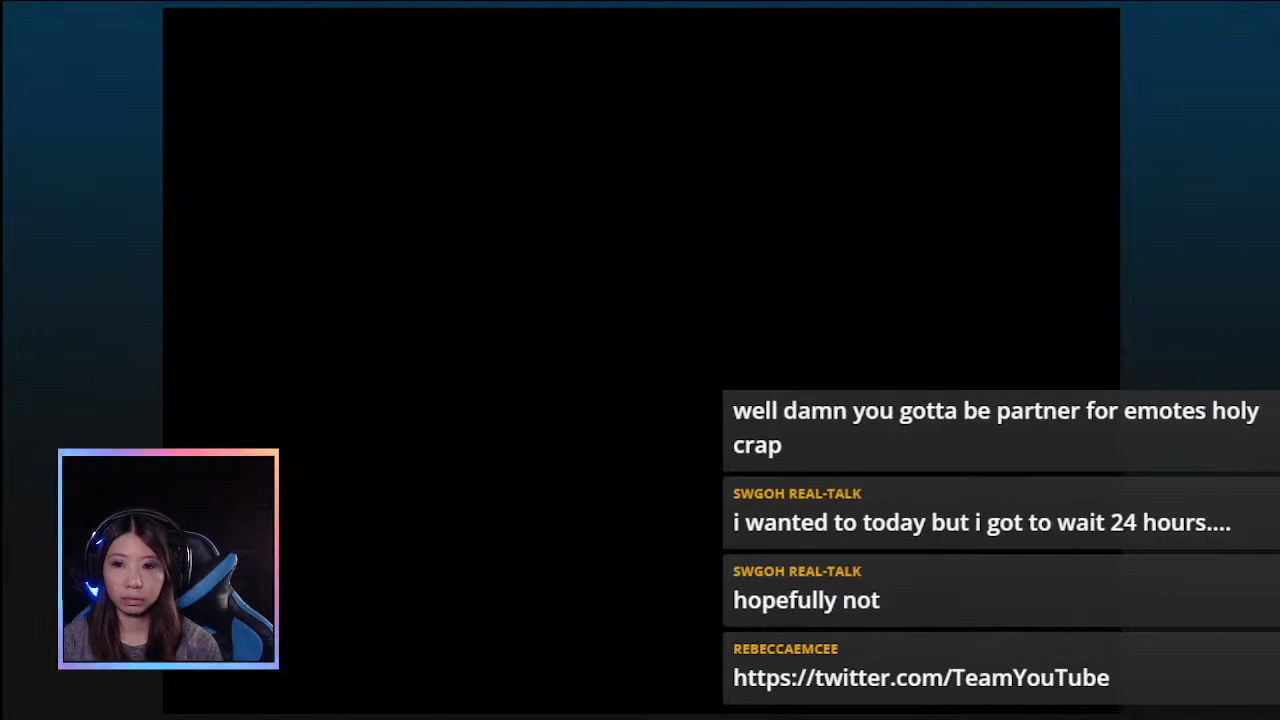 well damn you gotta be partner for emotes holy
crap
SWGOH REAL-TALK
i wanted to today but i got to wait 24 hours....
SWGOH REAL-TALK
hopefully not
REBECCAEMCEE
https://twitter.com/TeamYouTube